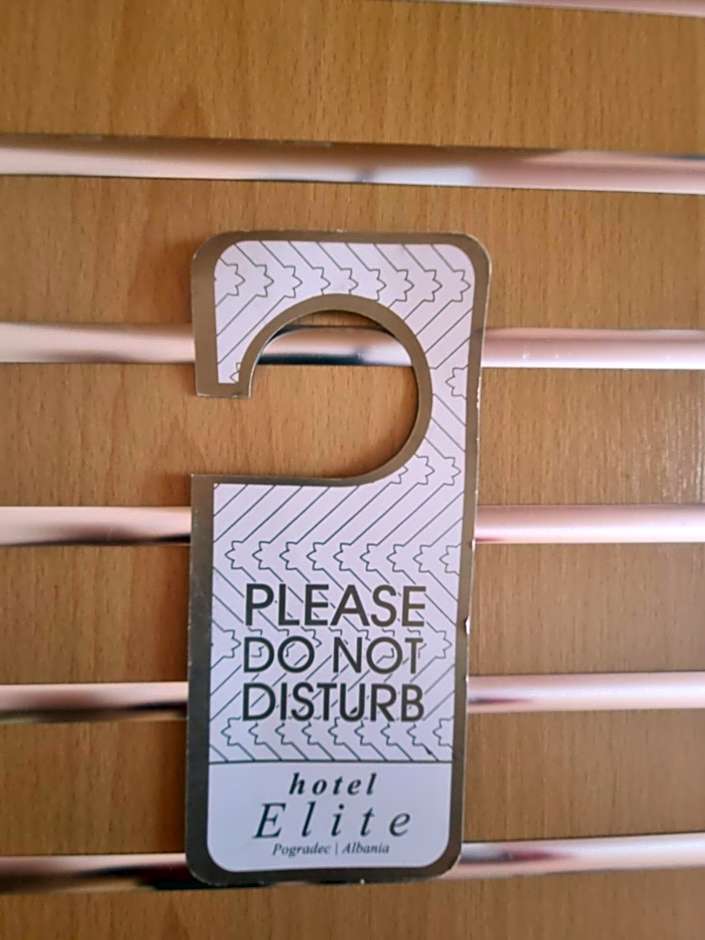 PLEASE
DO NOT
DISTURB
hotel
Elite
Pogradec | Albania